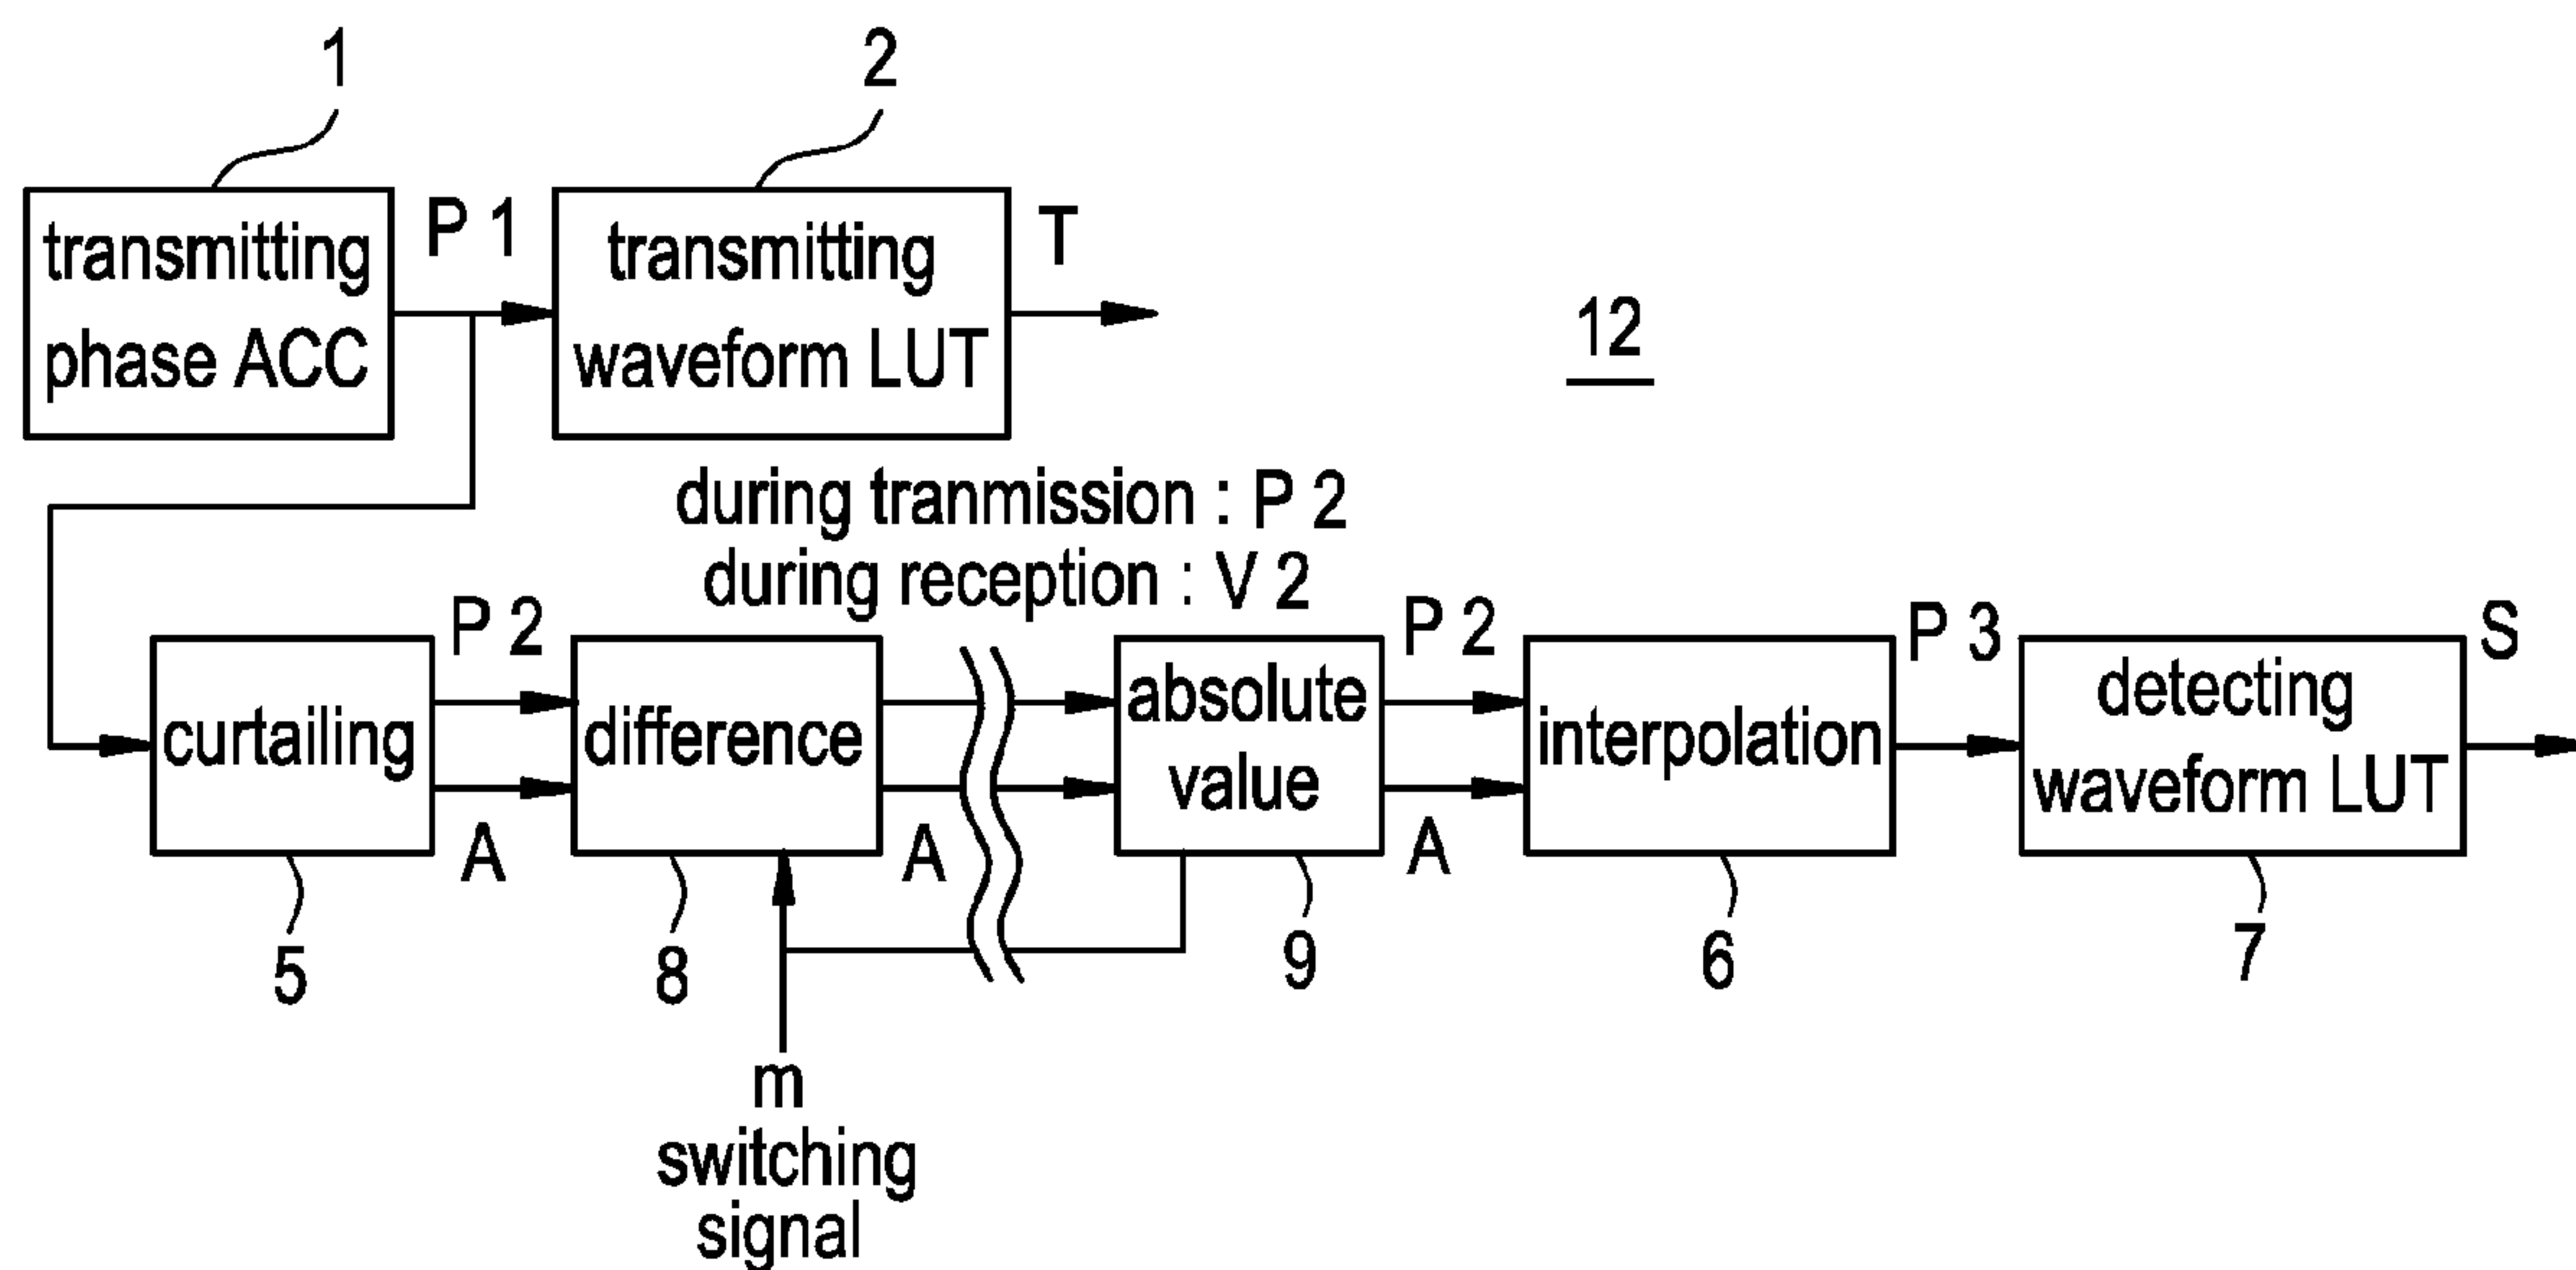 1
2
transmitting
phase ACC
P 1
transmitting
waveform LUT
T
12
during tranmission : P 2
during reception : V 2
P 2
curtailing
A
5
difference
8
A
absolute
value
9
P 2
A
interpolation
6
P 3
detecting
waveform LUT
7
S
m
switching
signal